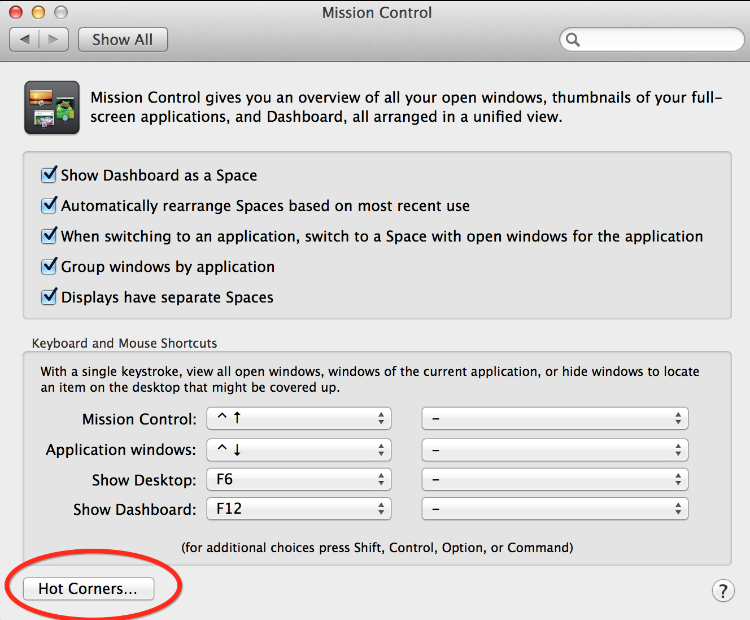 Mission Control
Show All
Mission Control gives you an overview of all your open windows, thumbnails of your full-
screen applications, and Dashboard, all arranged in a unified view.
Show Dashboard as a Space
Automatically rearrange Spaces based on most recent use
When switching to an application, switch to a Space with open windows for the application
Group windows by application
Displays have separate Spaces
Keyboard and Mouse Shortcuts
With a single keystroke, view all open windows, windows of the current application, or hide windows to locate
an item on the desktop that might be covered up.
Mission Control: ^ ↑ –
Application windows: ^ ↓ –
Show Desktop: F6 –
Show Dashboard: F12 –
(for additional choices press Shift, Control, Option, or Command)
Hot Corners... ?